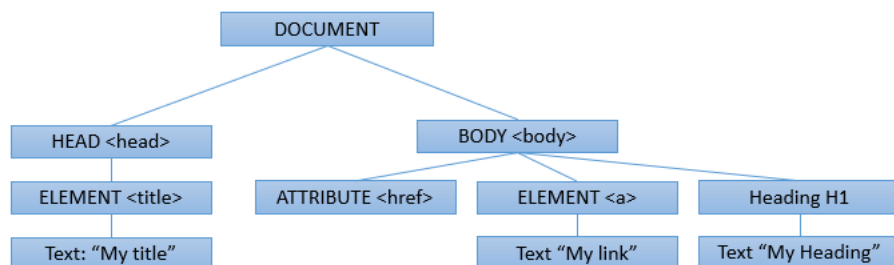 DOCUMENT
HEAD <head>
BODY <body>
ELEMENT <title>
ATTRIBUTE <href>
ELEMENT <a>
Heading H1
Text: “My title”
Text “My link”
Text “My Heading”